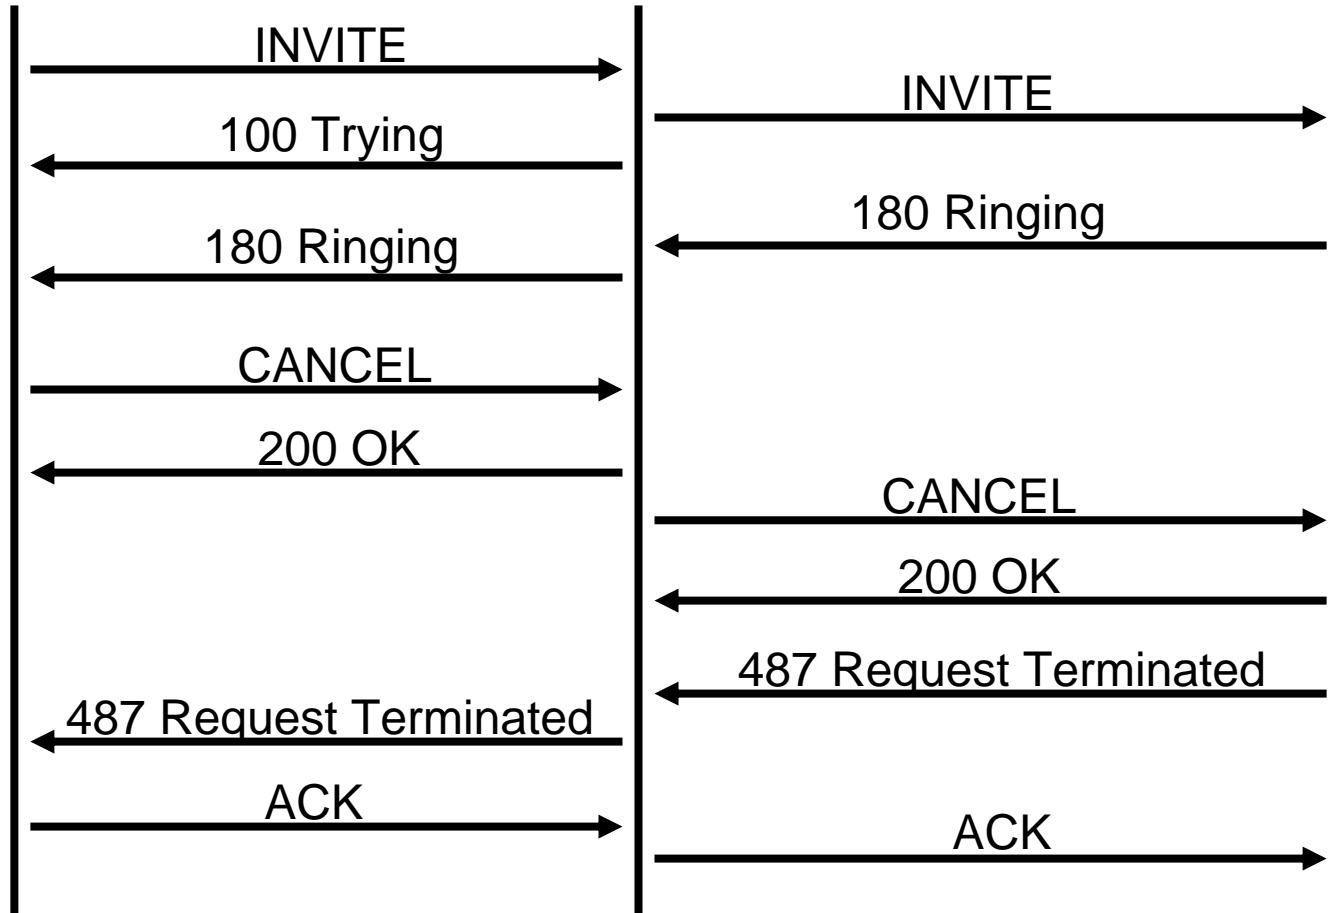 INVITE
INVITE
100 Trying
180 Ringing
180 Ringing
CANCEL
200 OK
CANCEL
200 OK
487 Request Terminated
487 Request Terminated
ACK
ACK